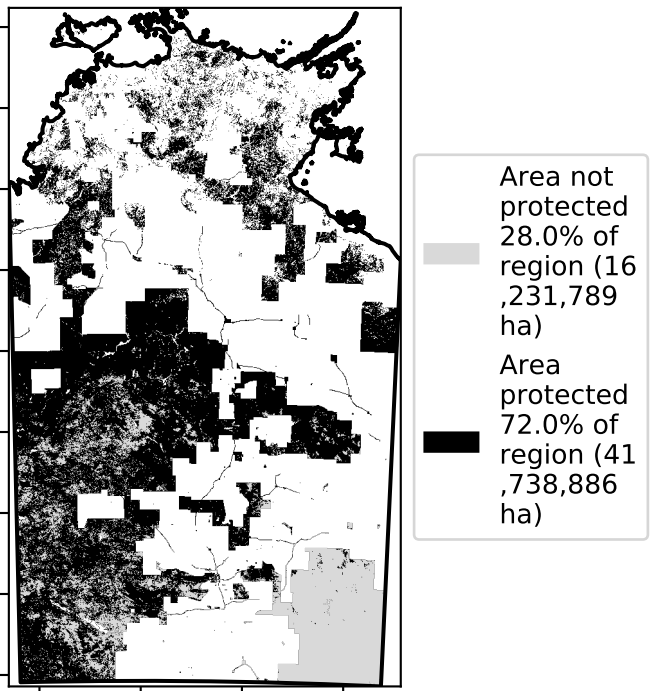 Area not
protected
28.0% of
region (16
,231,789
ha)
Area
protected
72.0% of
region (41
,738,886
ha)